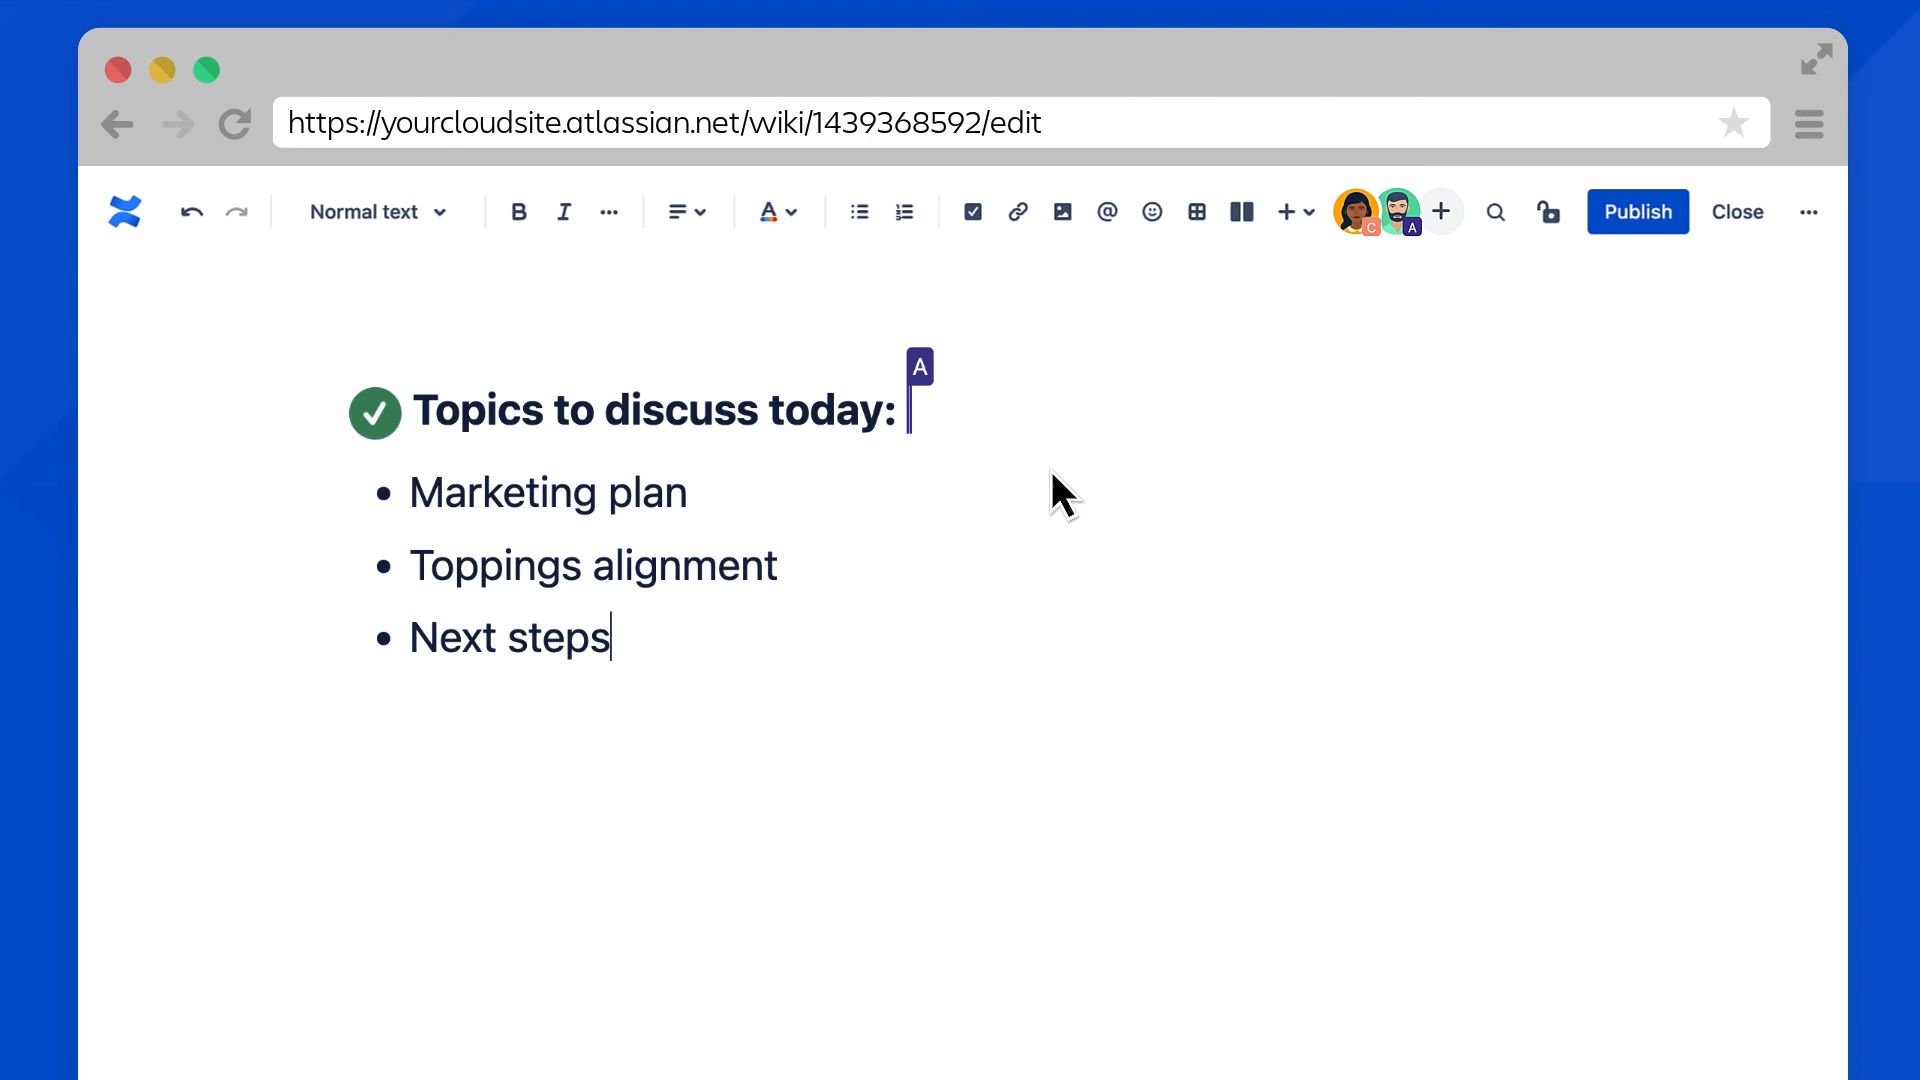 https://yourcloudsite.atlassian.net/wiki/1439368592/edit
Normal text B I A @ C A Publish Close
A
Topics to discuss today:
Marketing plan
Toppings alignment
Next steps